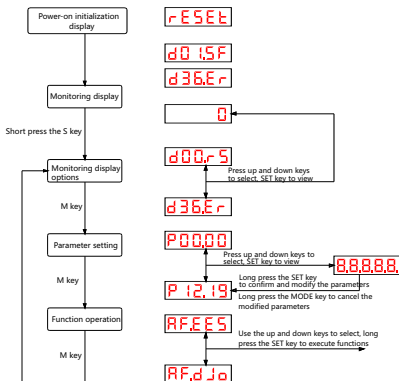 Power-on initialization
display
rESEt
d01.SF
d36.Er
Monitoring display
0
Short press the S key
d00.rS
Monitoring display
options
Press up and down keys
to select, SET key to view
d36.Er
M key
P00.00
Parameter setting
Press up and down keys to
select, SET key to view
8.8.8.8.8.
Long press the SET key
to confirm and modify the parameters
P12.19
Long press the MODE key to cancel the
modified parameters
M key
AF.EES
Function operation
Use the up and down keys to select, long
press the SET key to execute functions
M key
AF.dJo